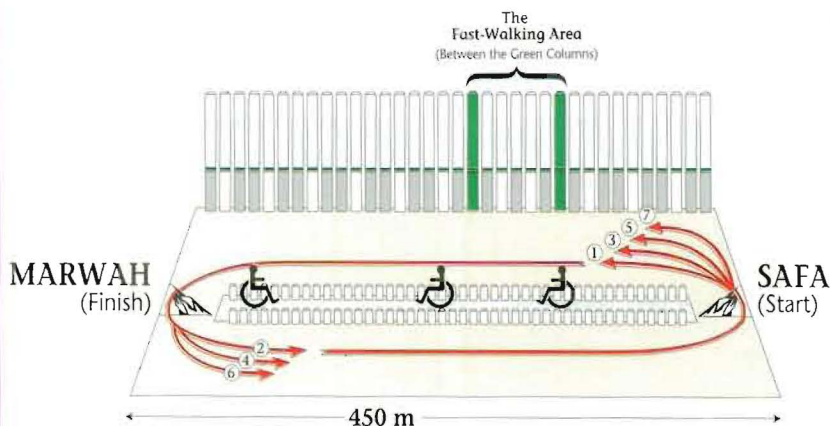 The
Fast-Walking Area
(Between the Green Columns)
7
5
3
1
MARWAH
(Finish)
SAFA
(Start)
2
4
6
450 m